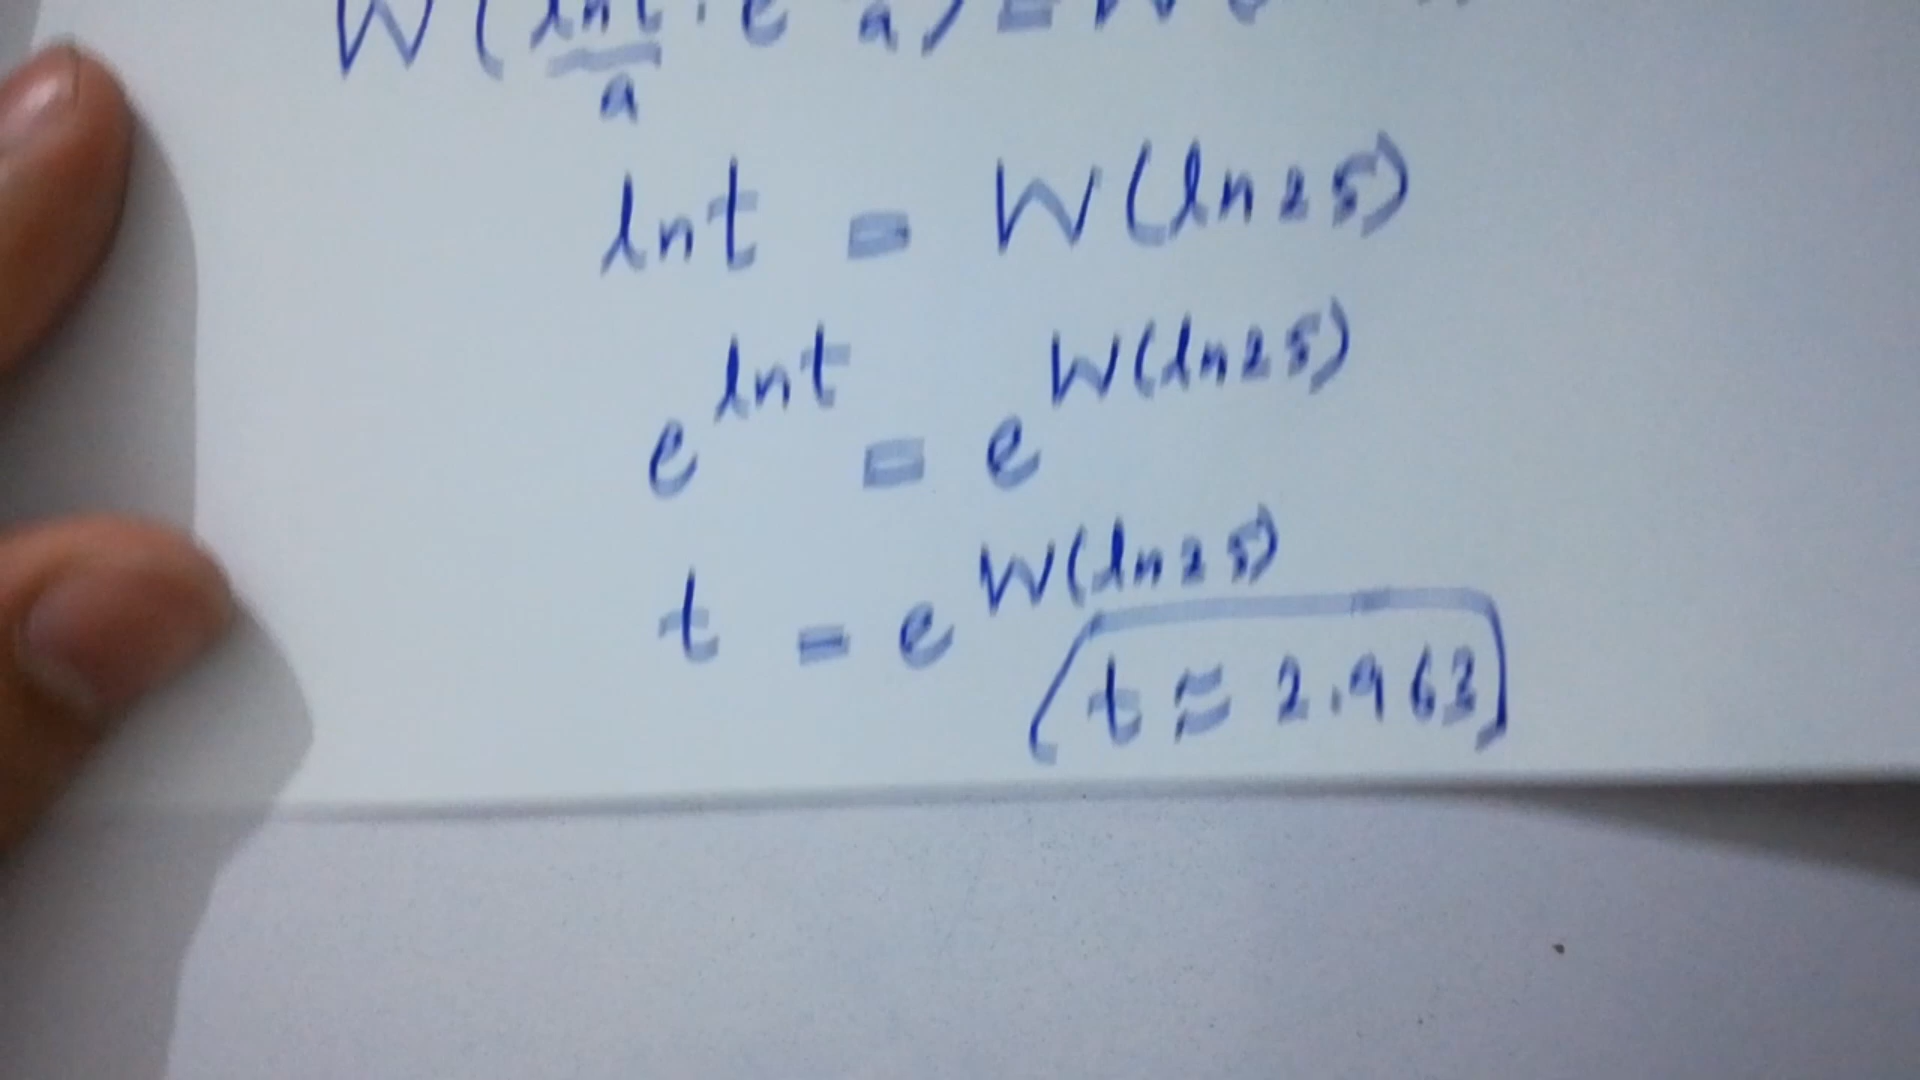 ln t = W(ln 25)
e^{ln t} = e^{W(ln 25)}
t = e^{W(ln 25)}
t ≈ 2.963